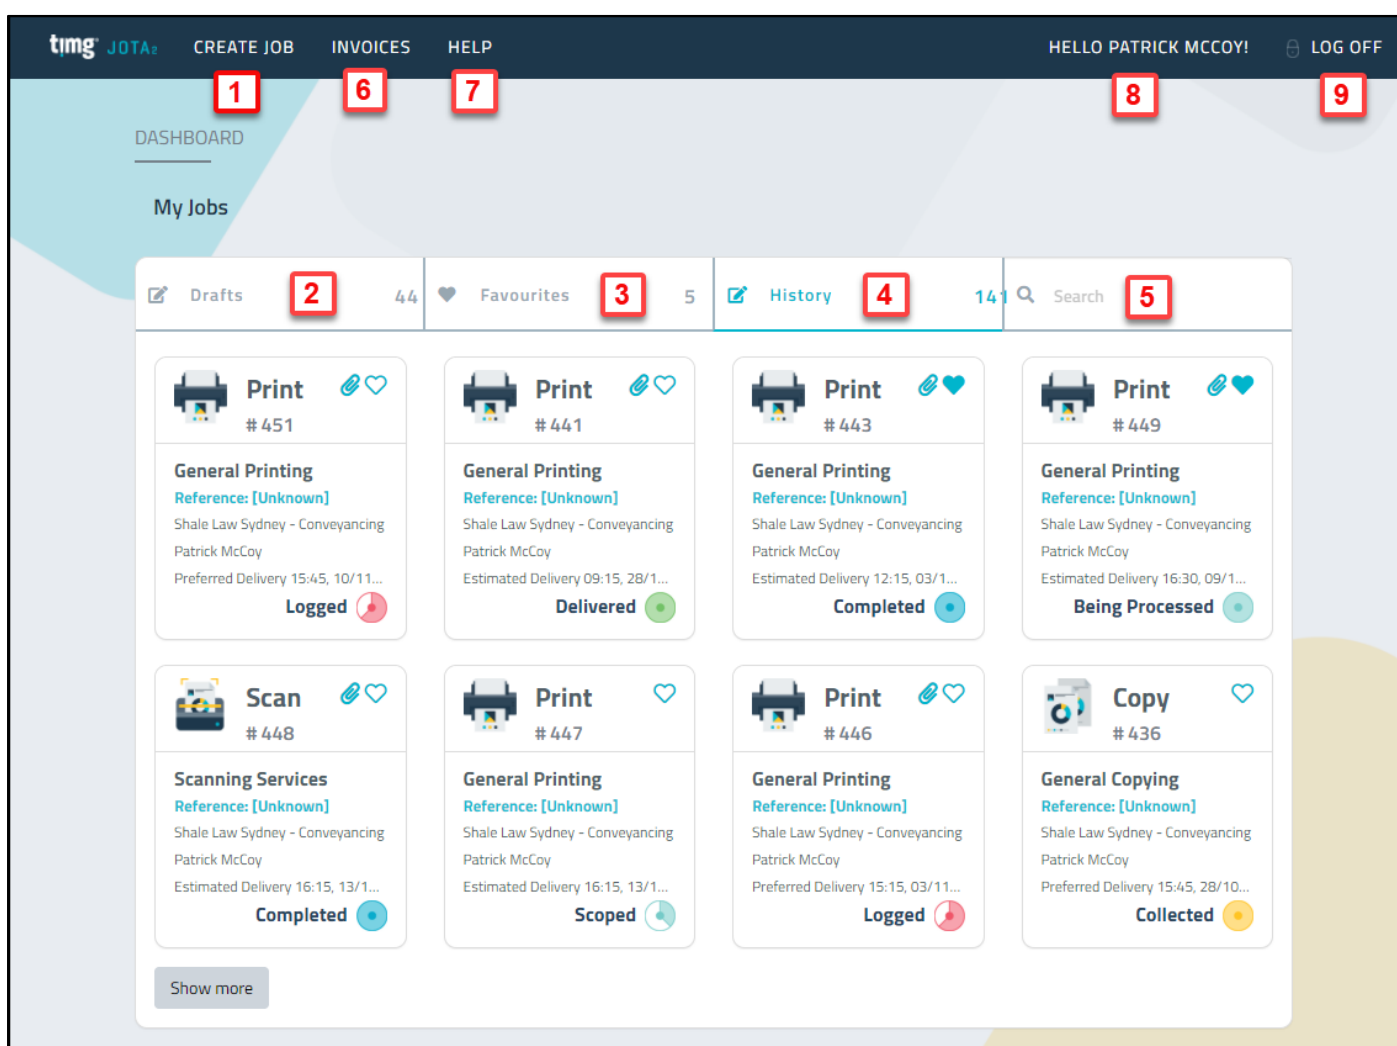 timg JOTA2 CREATE JOB INVOICES HELP HELLO PATRICK MCCOY! LOG OFF
1 6 7 8 9
DASHBOARD
My Jobs
Drafts 2 44 Favourites 3 5 History 4 141 Search 5
Print
#451
General Printing
Reference: [Unknown]
Shale Law Sydney - Conveyancing
Patrick McCoy
Preferred Delivery 15:45, 10/11...
Logged
Print
#441
General Printing
Reference: [Unknown]
Shale Law Sydney - Conveyancing
Patrick McCoy
Estimated Delivery 09:15, 28/1...
Delivered
Print
#443
General Printing
Reference: [Unknown]
Shale Law Sydney - Conveyancing
Patrick McCoy
Estimated Delivery 12:15, 03/1...
Completed
Print
#449
General Printing
Reference: [Unknown]
Shale Law Sydney - Conveyancing
Patrick McCoy
Estimated Delivery 16:30, 09/1...
Being Processed
Scan
#448
Scanning Services
Reference: [Unknown]
Shale Law Sydney - Conveyancing
Patrick McCoy
Estimated Delivery 16:15, 13/1...
Completed
Print
#447
General Printing
Reference: [Unknown]
Shale Law Sydney - Conveyancing
Patrick McCoy
Estimated Delivery 16:15, 13/1...
Scoped
Print
#446
General Printing
Reference: [Unknown]
Shale Law Sydney - Conveyancing
Patrick McCoy
Preferred Delivery 15:15, 03/11...
Logged
Copy
#436
General Copying
Reference: [Unknown]
Shale Law Sydney - Conveyancing
Patrick McCoy
Preferred Delivery 15:45, 28/10...
Collected
Show more